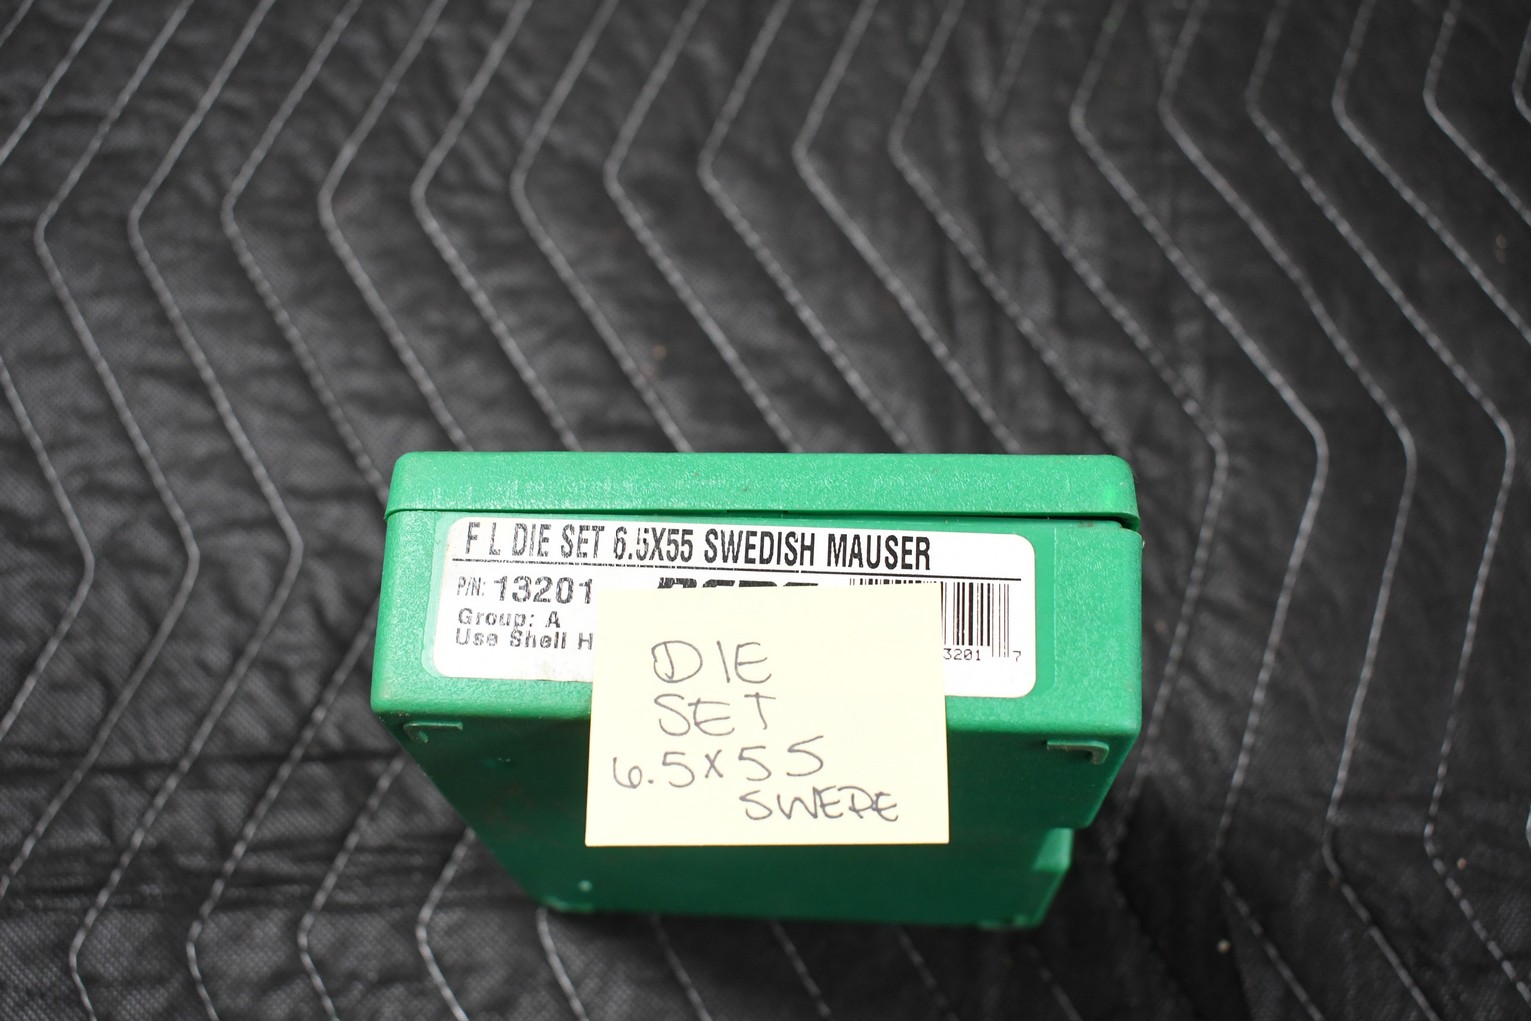 F L DIE SET 6.5X55 SWEDISH MAUSER
P/N: 13201
Group: A
Use Shell H
3201 7
DIE
SET
6.5X55
SWEDE